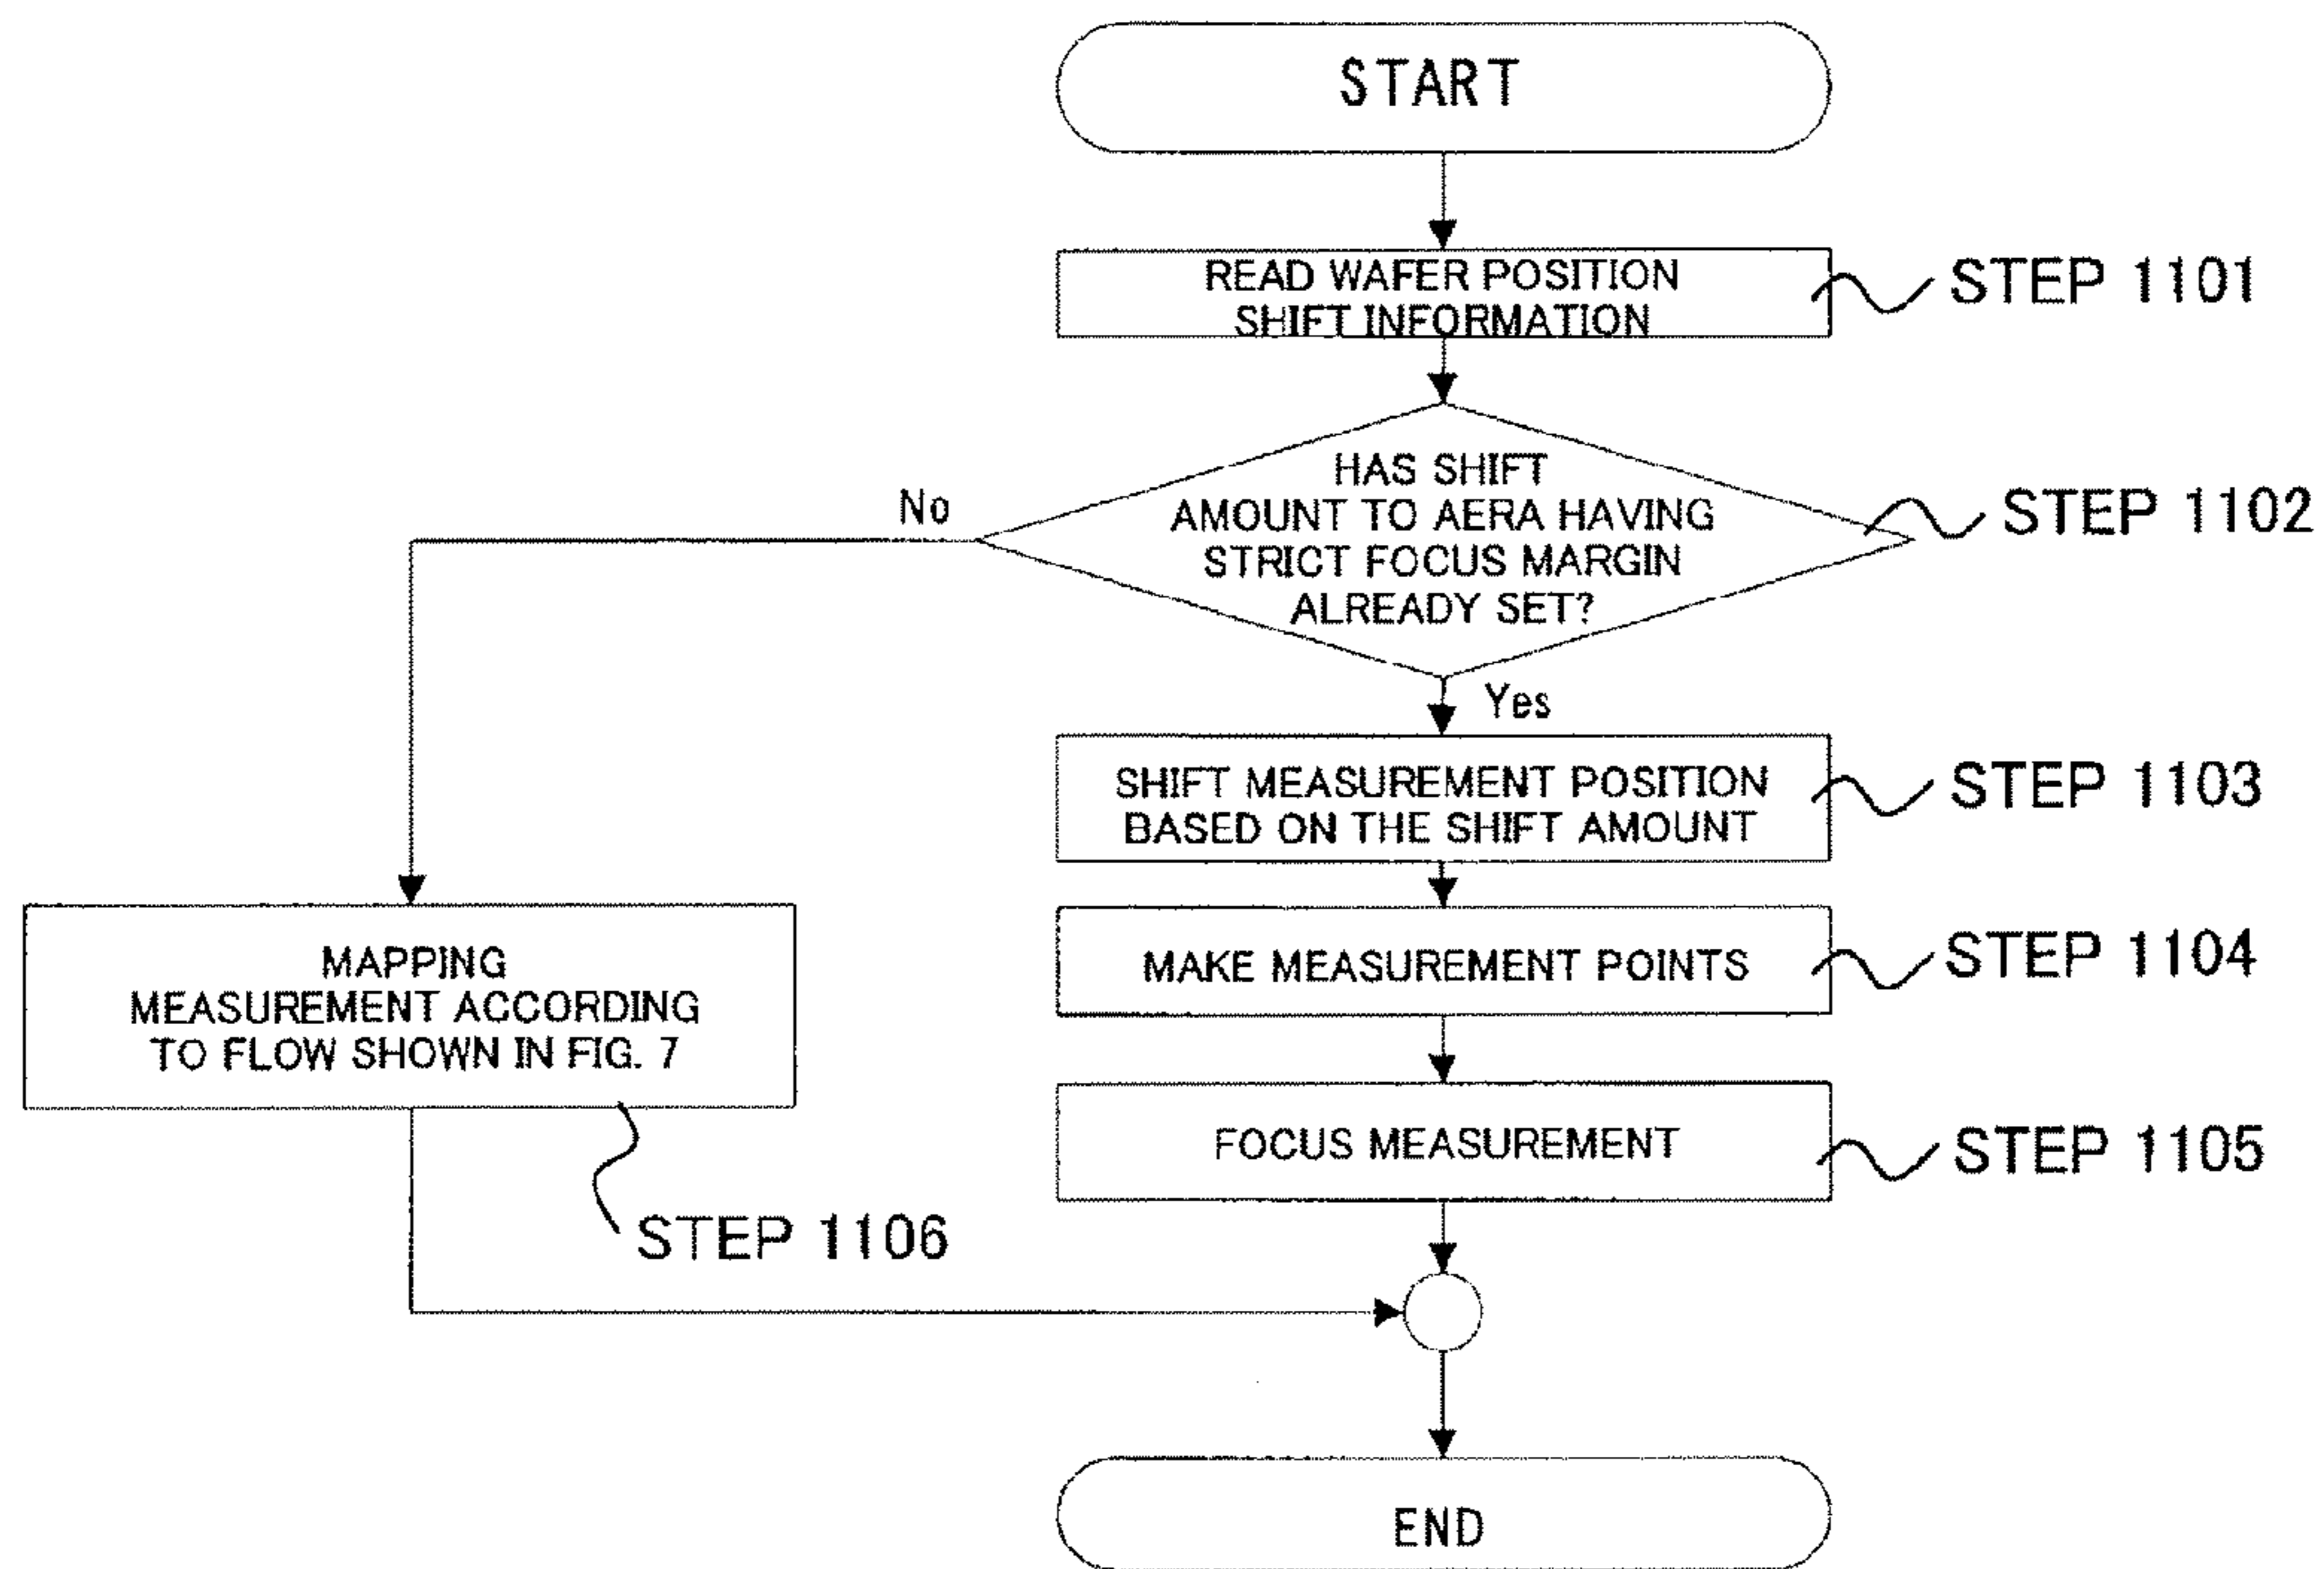 START
READ WAFER POSITION
SHIFT INFORMATION
STEP 1101
HAS SHIFT
AMOUNT TO AERA HAVING
STRICT FOCUS MARGIN
ALREADY SET?
STEP 1102
No
Yes
SHIFT MEASUREMENT POSITION
BASED ON THE SHIFT AMOUNT
STEP 1103
MAKE MEASUREMENT POINTS
STEP 1104
MAPPING
MEASUREMENT ACCORDING
TO FLOW SHOWN IN FIG. 7
STEP 1106
FOCUS MEASUREMENT
STEP 1105
END